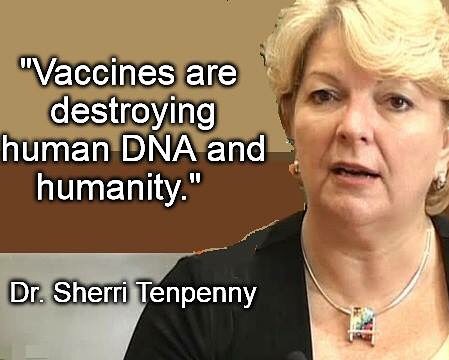 "Vaccines are
destroying
human DNA and
humanity."
Dr. Sherri Tenpenny